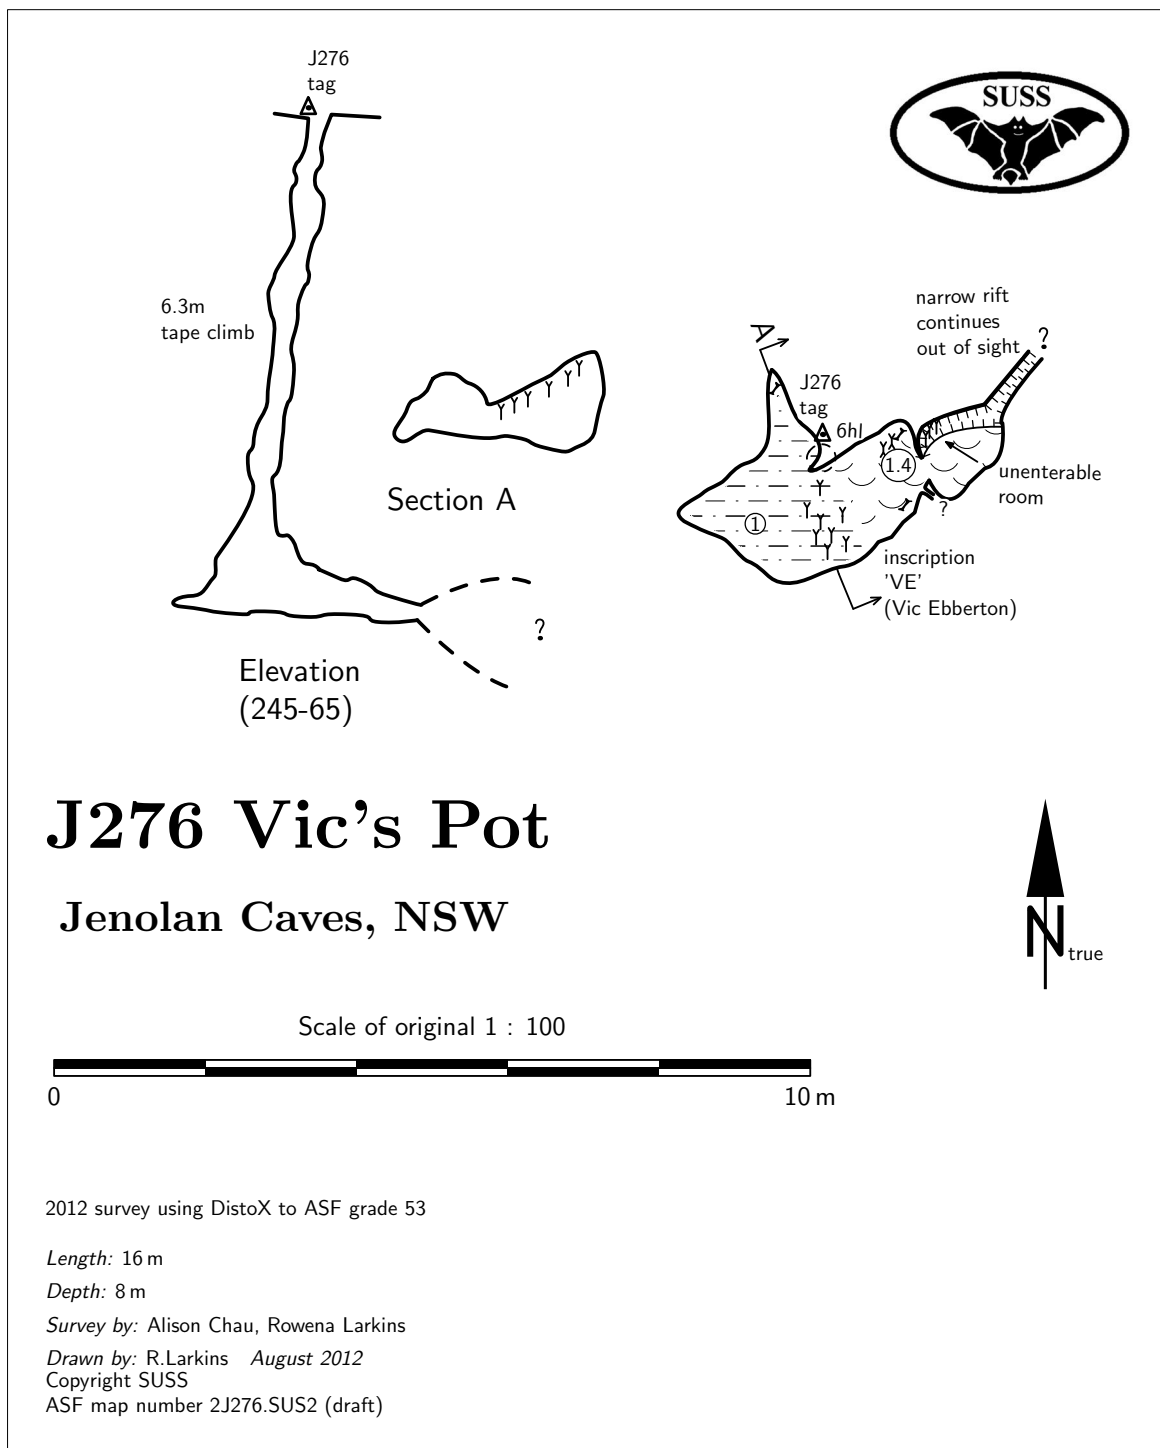 J276
tag
SUSS
6.3m
tape climb
Section A
Elevation
(245-65)
?
narrow rift
continues
out of sight
?
A
J276
tag
6hl
1.4
1
unenterable
room
?
inscription
'VE'
(Vic Ebberton)
J276 Vic's Pot
Jenolan Caves, NSW
N true
Scale of original 1 : 100
0 10 m
2012 survey using DistoX to ASF grade 53
Length: 16 m
Depth: 8 m
Survey by: Alison Chau, Rowena Larkins
Drawn by: R.Larkins August 2012
Copyright SUSS
ASF map number 2J276.SUS2 (draft)